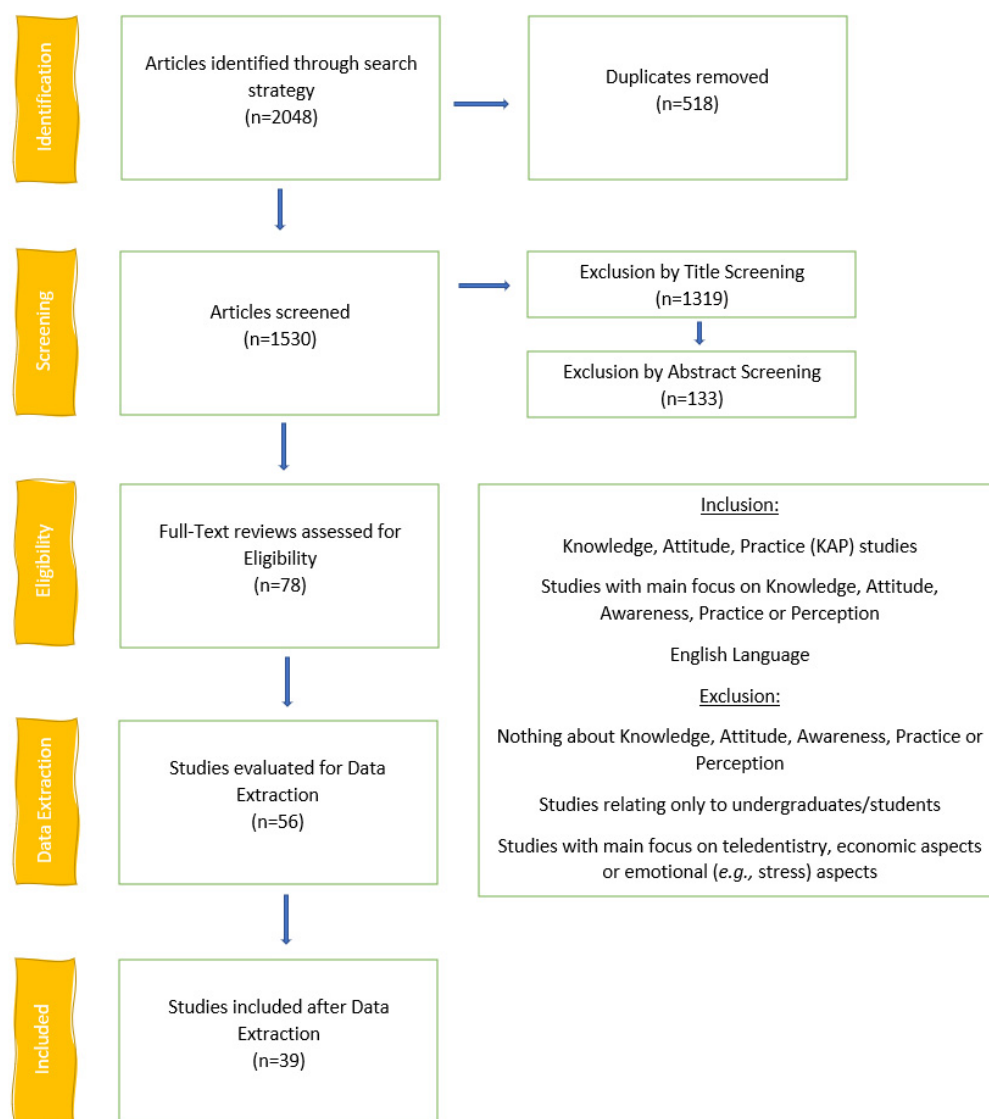 Identification
Articles identified through search
strategy
(n=2048)
Duplicates removed
(n=518)
Screening
Articles screened
(n=1530)
Exclusion by Title Screening
(n=1319)
Exclusion by Abstract Screening
(n=133)
Eligibility
Full-Text reviews assessed for
Eligibility
(n=78)
Inclusion:
Knowledge, Attitude, Practice (KAP) studies
Studies with main focus on Knowledge, Attitude,
Awareness, Practice or Perception
English Language
Exclusion:
Nothing about Knowledge, Attitude, Awareness, Practice or
Perception
Studies relating only to undergraduates/students
Studies with main focus on teledentistry, economic aspects
or emotional (e.g., stress) aspects
Data Extraction
Studies evaluated for Data
Extraction
(n=56)
Included
Studies included after Data
Extraction
(n=39)